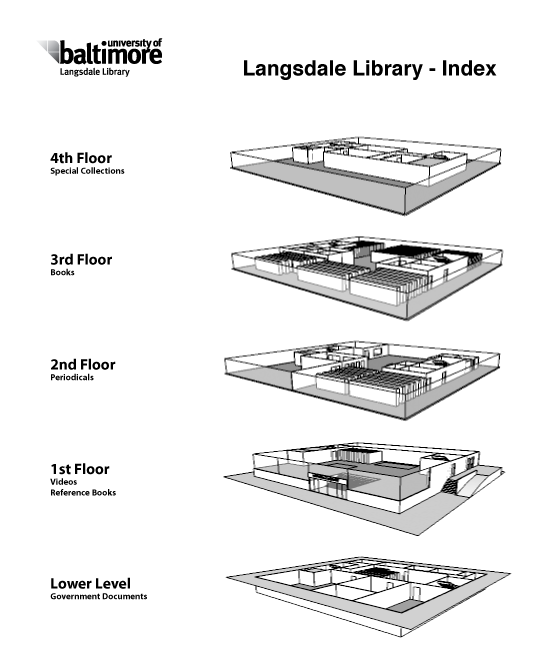 university of
baltimore
Langsdale Library
Langsdale Library - Index
4th Floor
Special Collections
3rd Floor
Books
2nd Floor
Periodicals
1st Floor
Videos
Reference Books
Lower Level
Government Documents